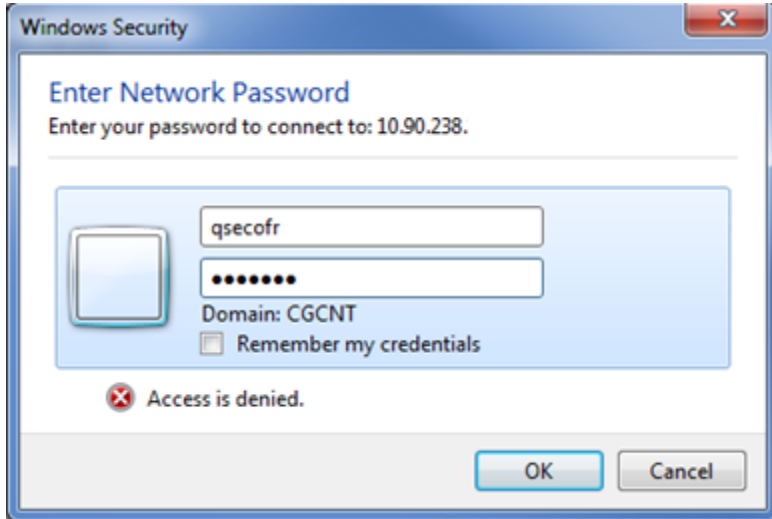 Windows Security
Enter Network Password
Enter your password to connect to: 10.90.238.
qsecofr
•••••••
Domain: CGCNT
Remember my credentials
Access is denied.
OK
Cancel